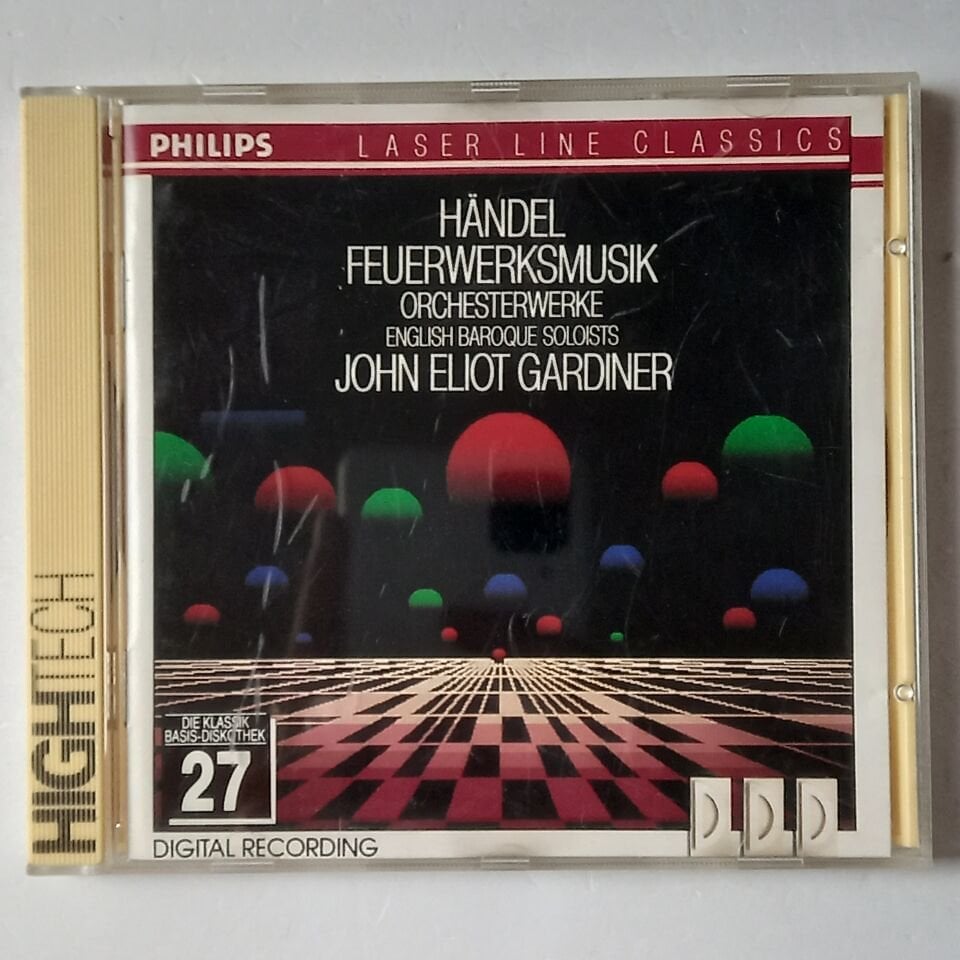 PHILIPS LASER LINE CLASSICS
HÄNDEL
FEUERWERKSMUSIK
ORCHESTERWERKE
ENGLISH BAROQUE SOLOISTS
JOHN ELIOT GARDINER
HIGHTECH
DIE KLASSIK
BASIS-DISKOTHEK
27
DDD
DIGITAL RECORDING